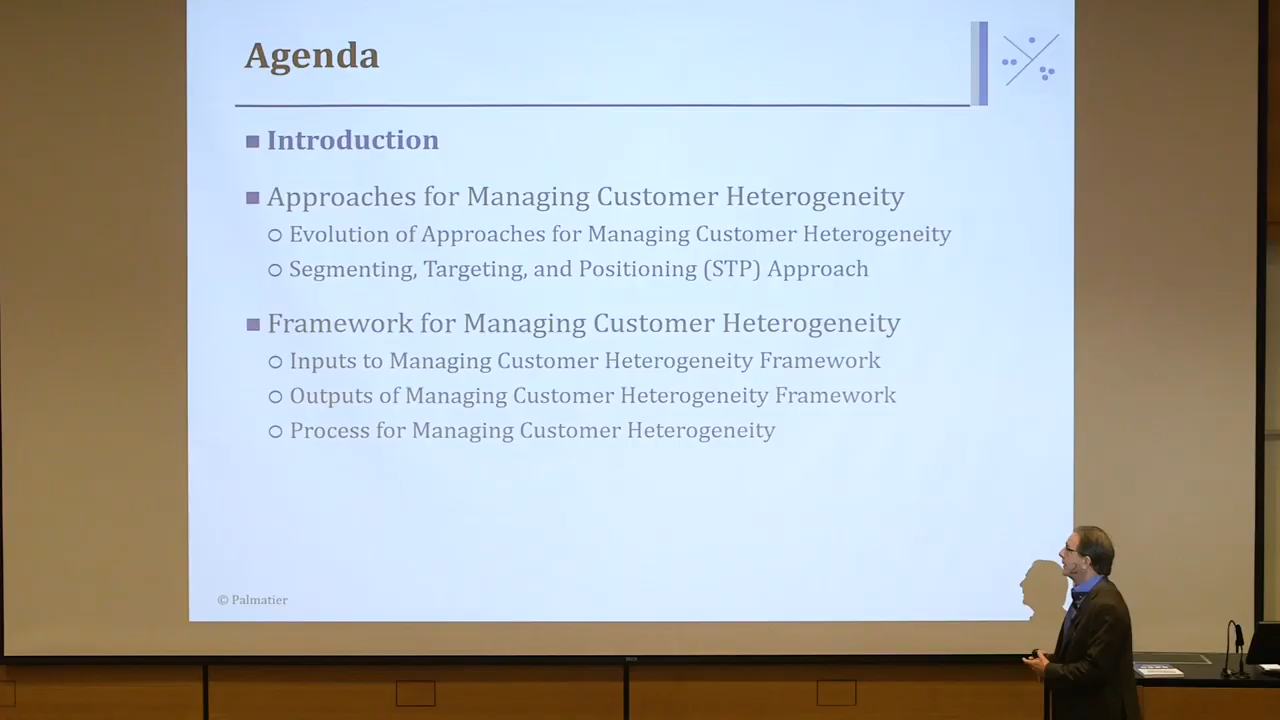 Agenda
Introduction
Approaches for Managing Customer Heterogeneity
Evolution of Approaches for Managing Customer Heterogeneity
Segmenting, Targeting, and Positioning (STP) Approach
Framework for Managing Customer Heterogeneity
Inputs to Managing Customer Heterogeneity Framework
Outputs of Managing Customer Heterogeneity Framework
Process for Managing Customer Heterogeneity
© Palmatier